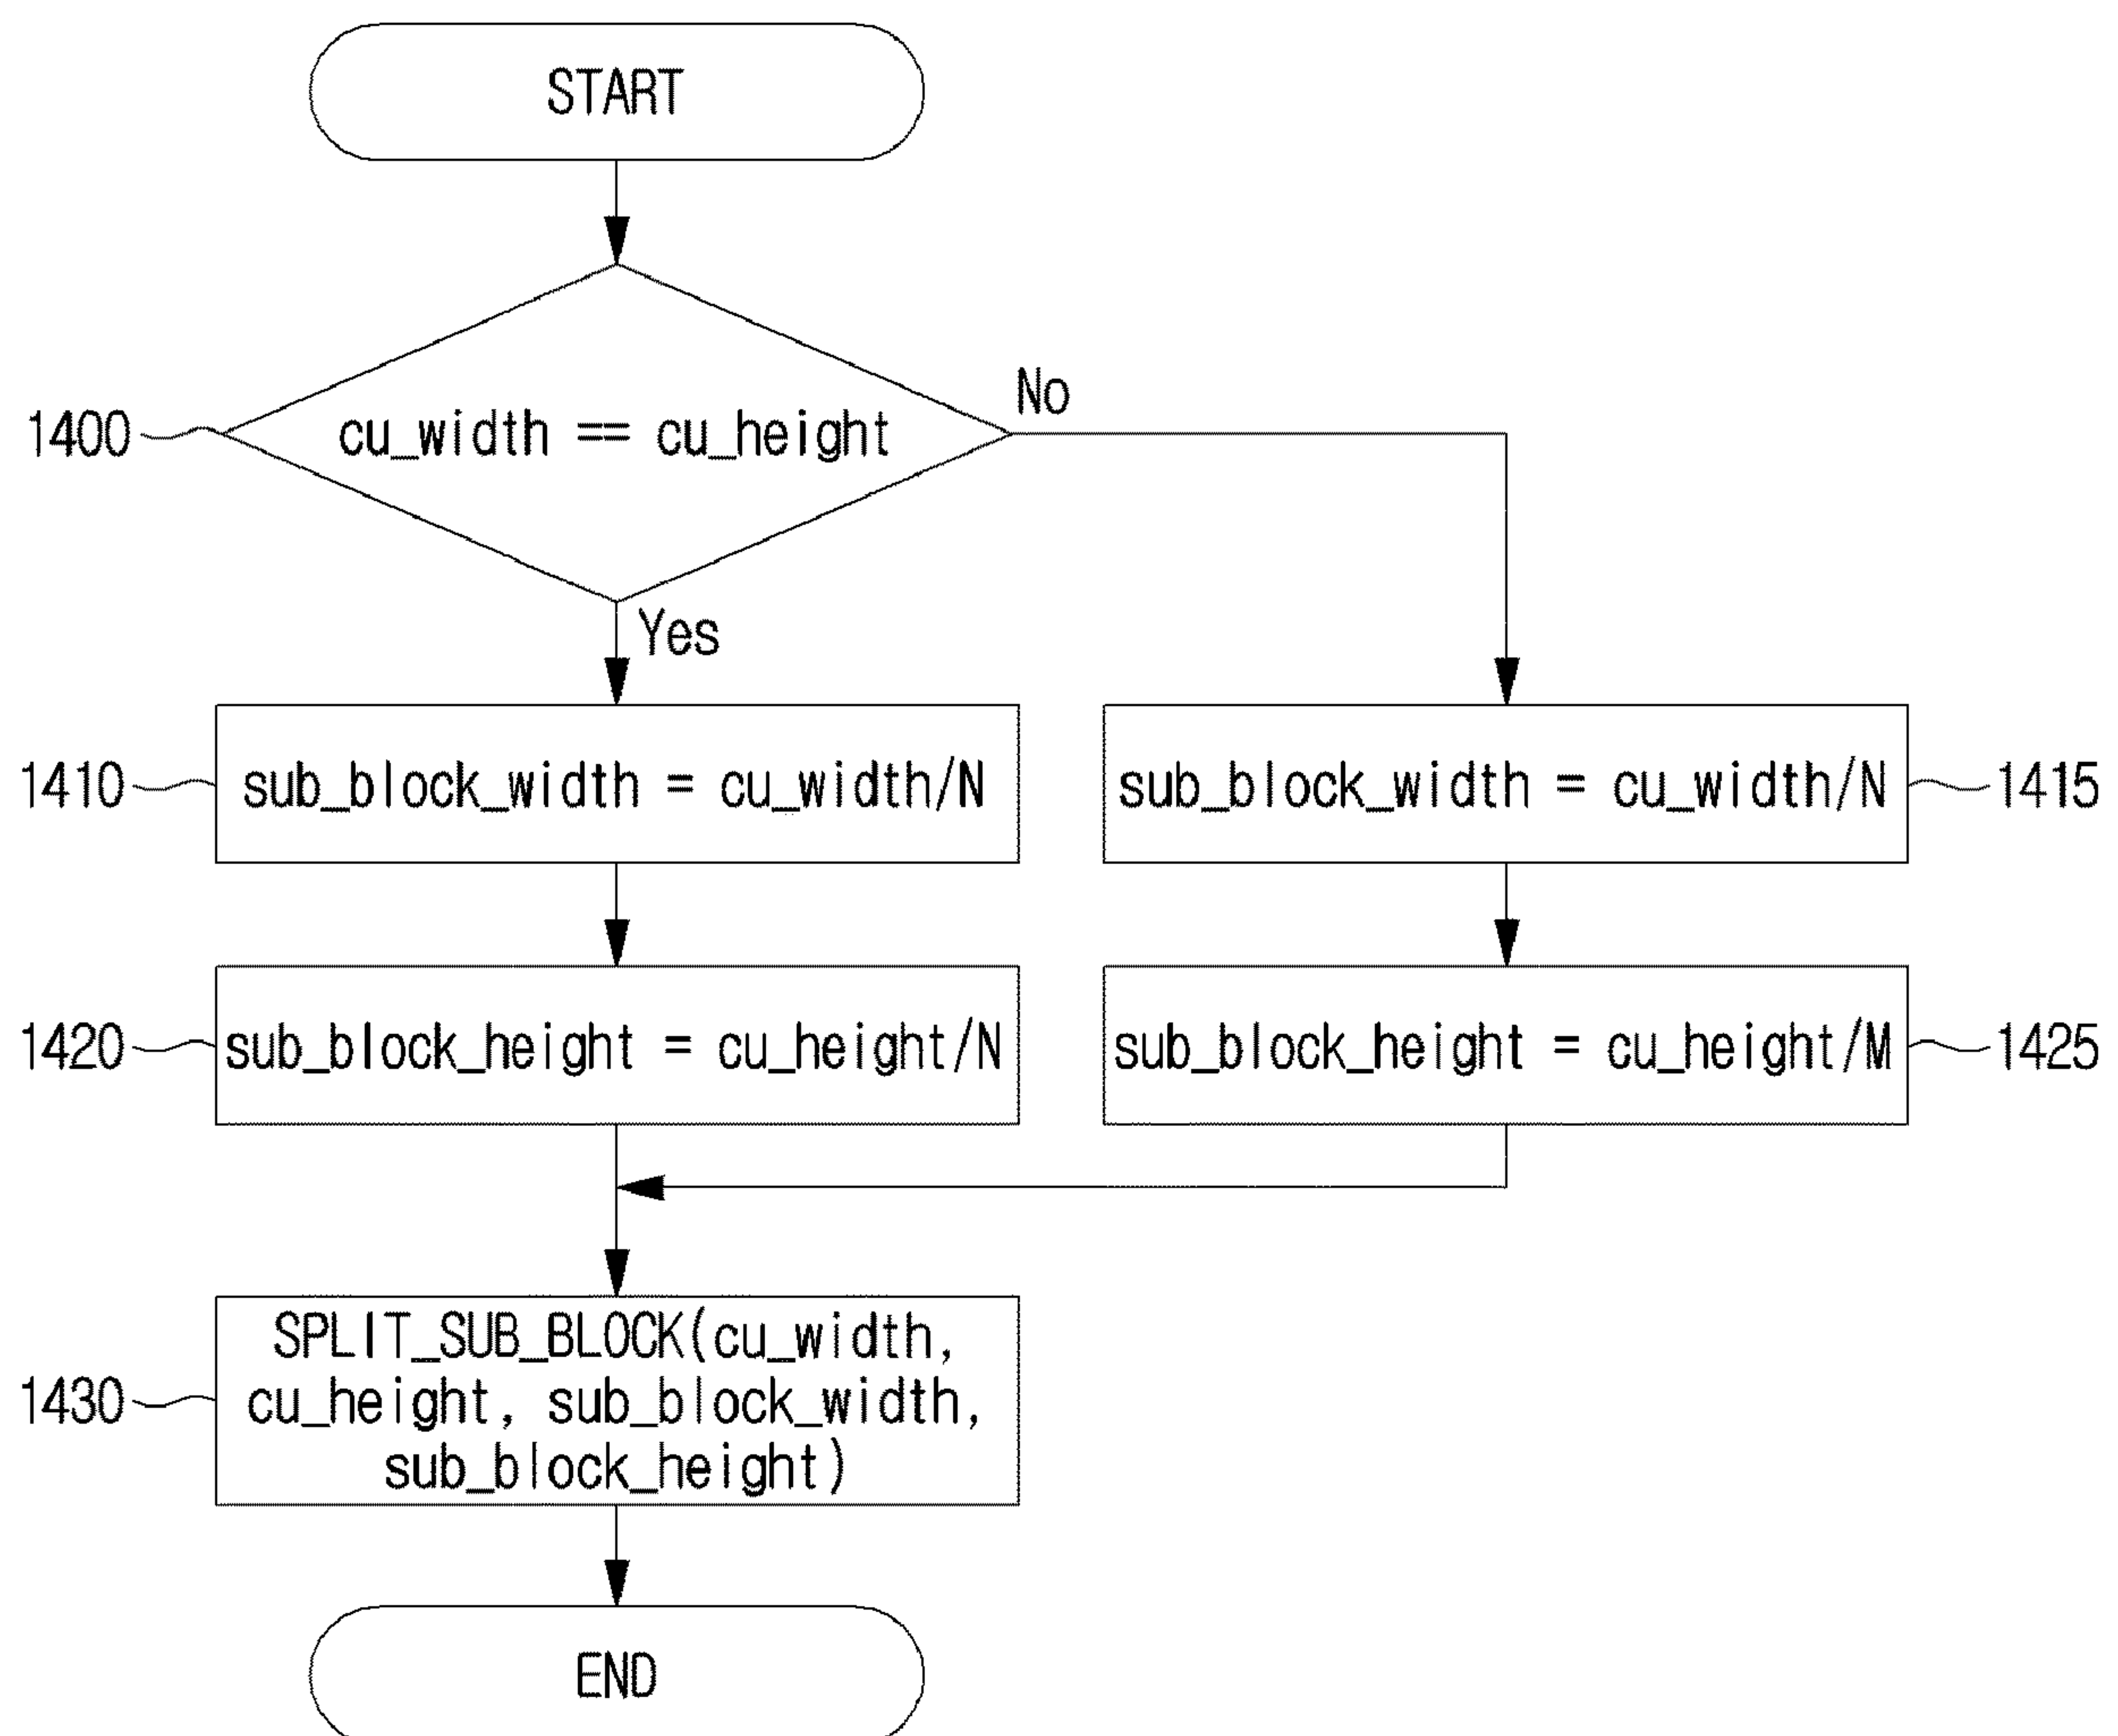 START
No
1400
cu_width == cu_height
Yes
1410
sub_block_width = cu_width/N
sub_block_width = cu_width/N
1415
1420
sub_block_height = cu_height/N
sub_block_height = cu_height/M
1425
1430
SPLIT_SUB_BLOCK(cu_width,
cu_height, sub_block_width,
sub_block_height)
END